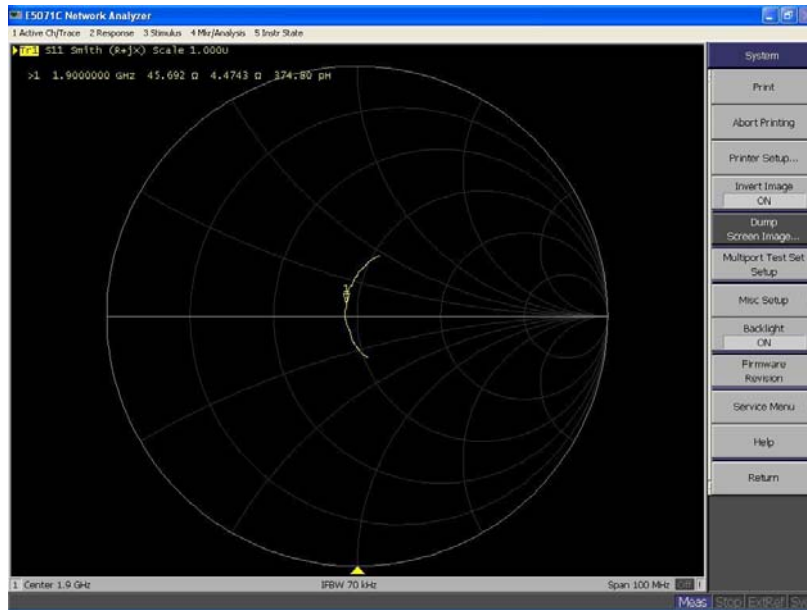 E5071C Network Analyzer
1 Active Ch/Trace 2 Response 3 Stimulus 4 Mkr/Analysis 5 Instr State
Tr1 S11 Smith (R+jX) Scale 1.000U
>1 1.9000000 GHz 45.692 Ω 4.4743 Ω 374.80 pH
System
Print
Abort Printing
Printer Setup...
Invert Image
ON
Dump
Screen Image...
Multiport Test Set
Setup
Misc Setup
Backlight
ON
Firmware
Revision
Service Menu
Help
Return
1 Center 1.9 GHz IFBW 70 kHz Span 100 MHz Off !
Meas Stop ExtRef